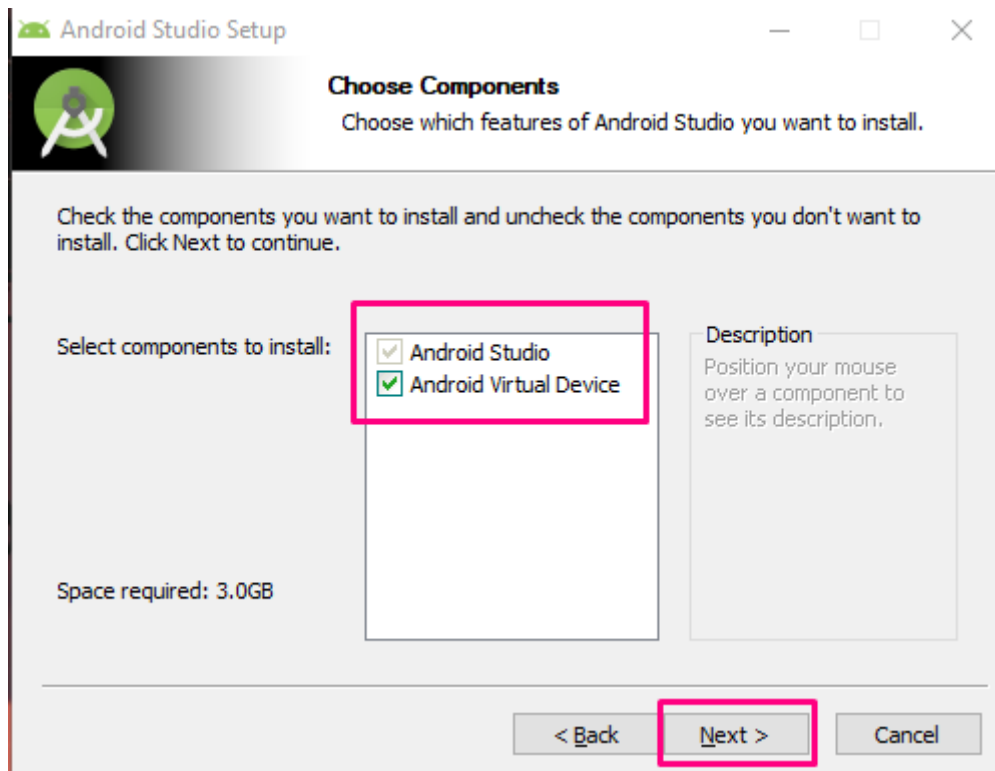 Android Studio Setup
Choose Components
Choose which features of Android Studio you want to install.
Check the components you want to install and uncheck the components you don't want to
install. Click Next to continue.
Select components to install:
Android Studio
Android Virtual Device
Description
Position your mouse
over a component to
see its description.
Space required: 3.0GB
< Back
Next >
Cancel